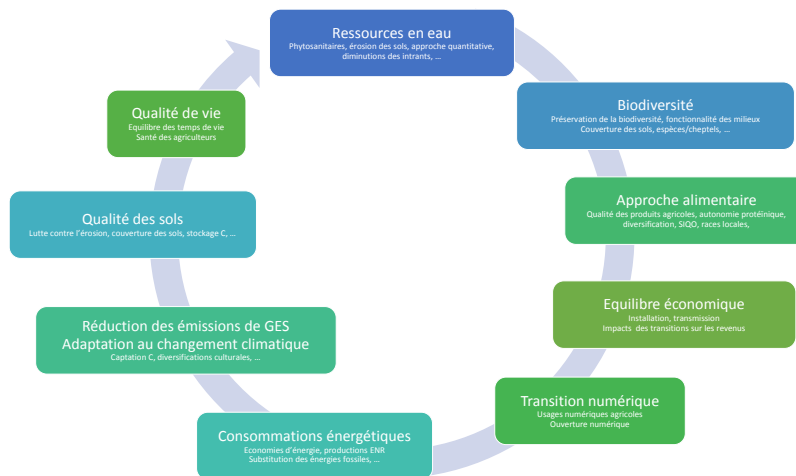 Ressources en eau
Phytosanitaires, érosion des sols, approche quantitative,
diminutions des intrants, ...
Biodiversité
Préservation de la biodiversité, fonctionnalité des milieux
Couverture des sols, espèces/cheptels, ...
Approche alimentaire
Qualité des produits agricoles, autonomie protéinique,
diversification, SIQO, races locales,
Equilibre économique
Installation, transmission
Impacts des transitions sur les revenus
Transition numérique
Usages numériques agricoles
Ouverture numérique
Consommations énergétiques
Economies d'énergie, productions ENR
Substitution des énergies fossiles, ...
Réduction des émissions de GES
Adaptation au changement climatique
Captation C, diversifications culturales, ...
Qualité des sols
Lutte contre l'érosion, couverture des sols, stockage C, ...
Qualité de vie
Equilibre des temps de vie
Santé des agriculteurs